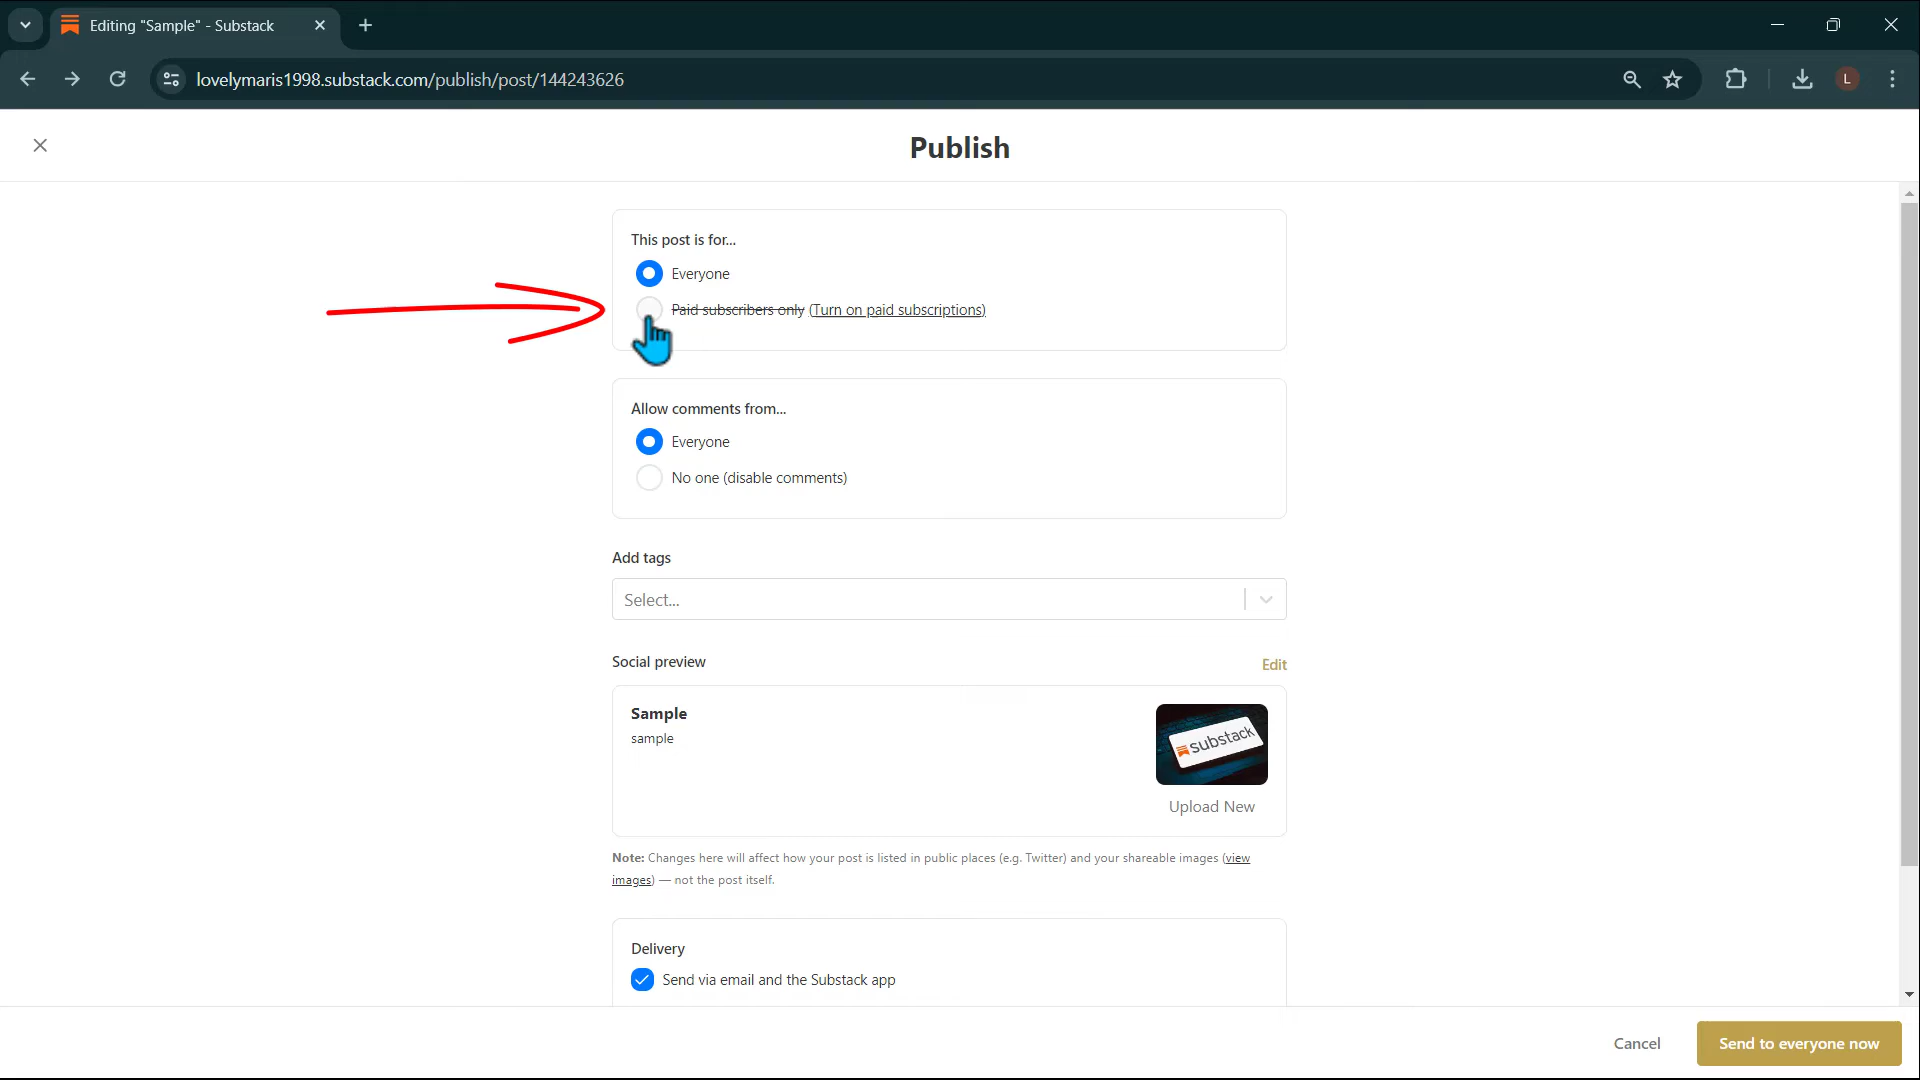 Editing "Sample" - Substack
lovelymaris1998.substack.com/publish/post/144243626
L
Publish
This post is for...
Everyone
Paid subscribers only (Turn on paid subscriptions)
Allow comments from...
Everyone
No one (disable comments)
Add tags
Select...
Social preview
Edit
Sample
sample
substack
Upload New
Note: Changes here will affect how your post is listed in public places (e.g. Twitter) and your shareable images (view
images) — not the post itself.
Delivery
Send via email and the Substack app
Cancel
Send to everyone now